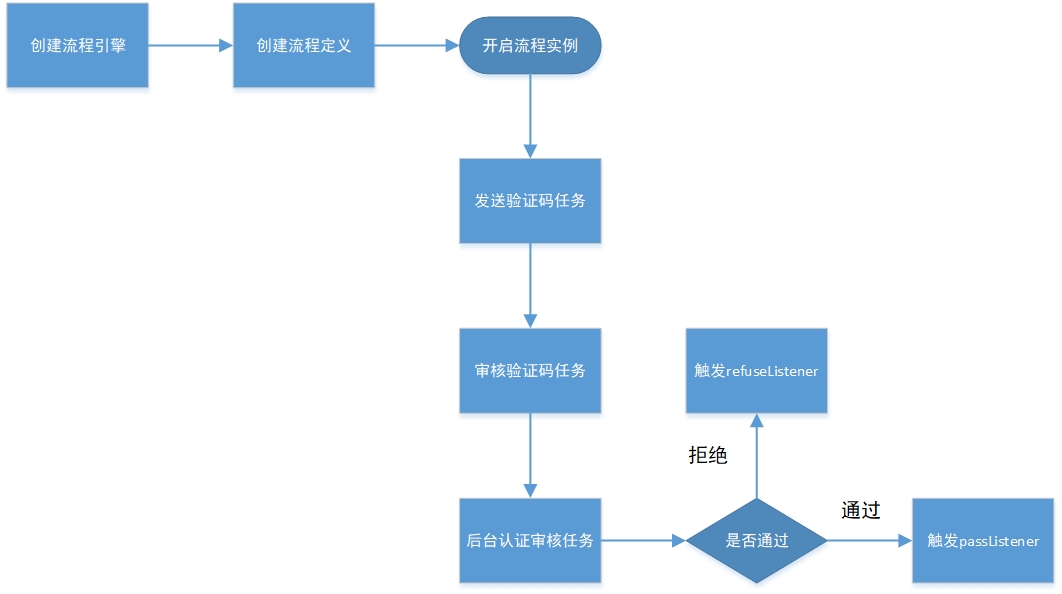 创建流程引擎
创建流程定义
开启流程实例
发送验证码任务
审核验证码任务
触发refuseListener
拒绝
后台认证审核任务
是否通过
通过
触发passListener